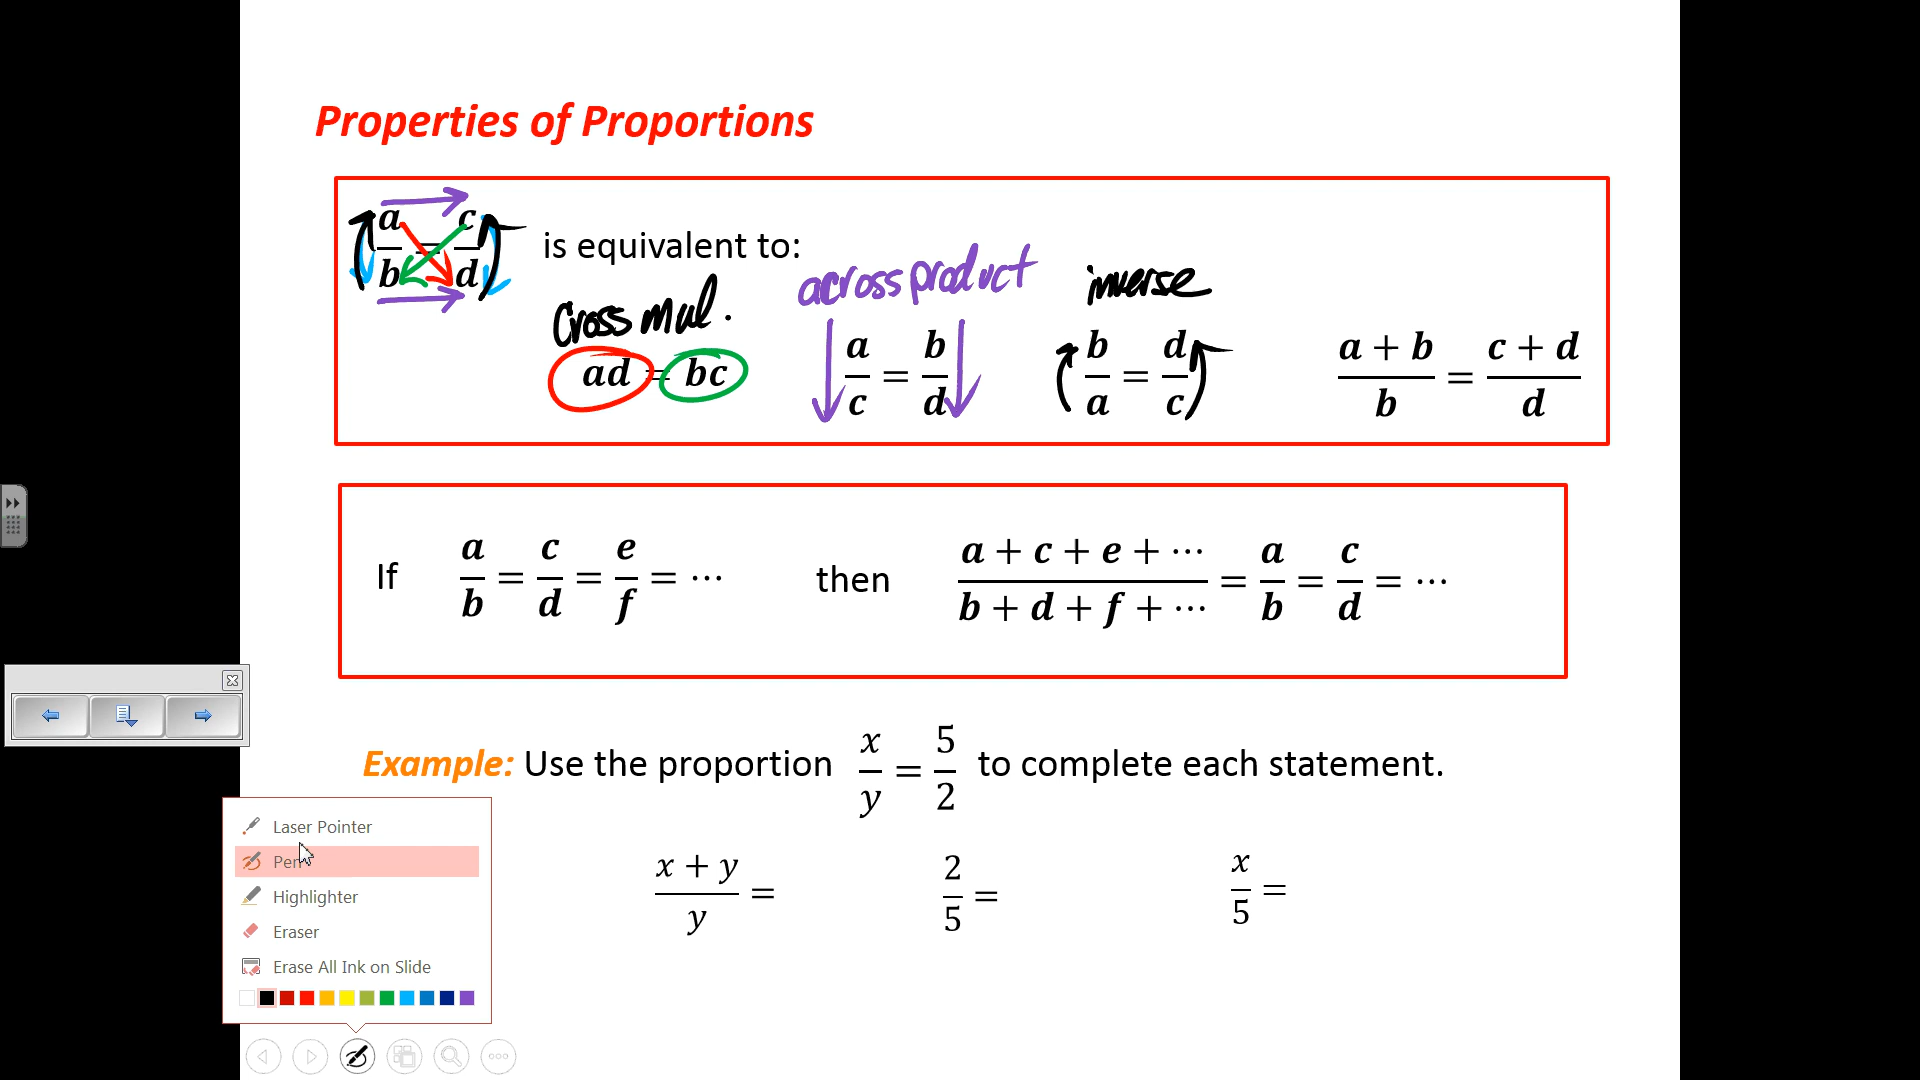 Properties of Proportions
a/b = c/d is equivalent to:
Cross mul.
across product
inverse
ad = bc
a/c = b/d
b/a = d/c
(a + b)/b = (c + d)/d
If a/b = c/d = e/f = ⋯ then (a + c + e + ⋯)/(b + d + f + ⋯) = a/b = c/d = ⋯
Example: Use the proportion x/y = 5/2 to complete each statement.
(x + y)/y =
2/5 =
x/5 =
Laser Pointer
Pen
Highlighter
Eraser
Erase All Ink on Slide